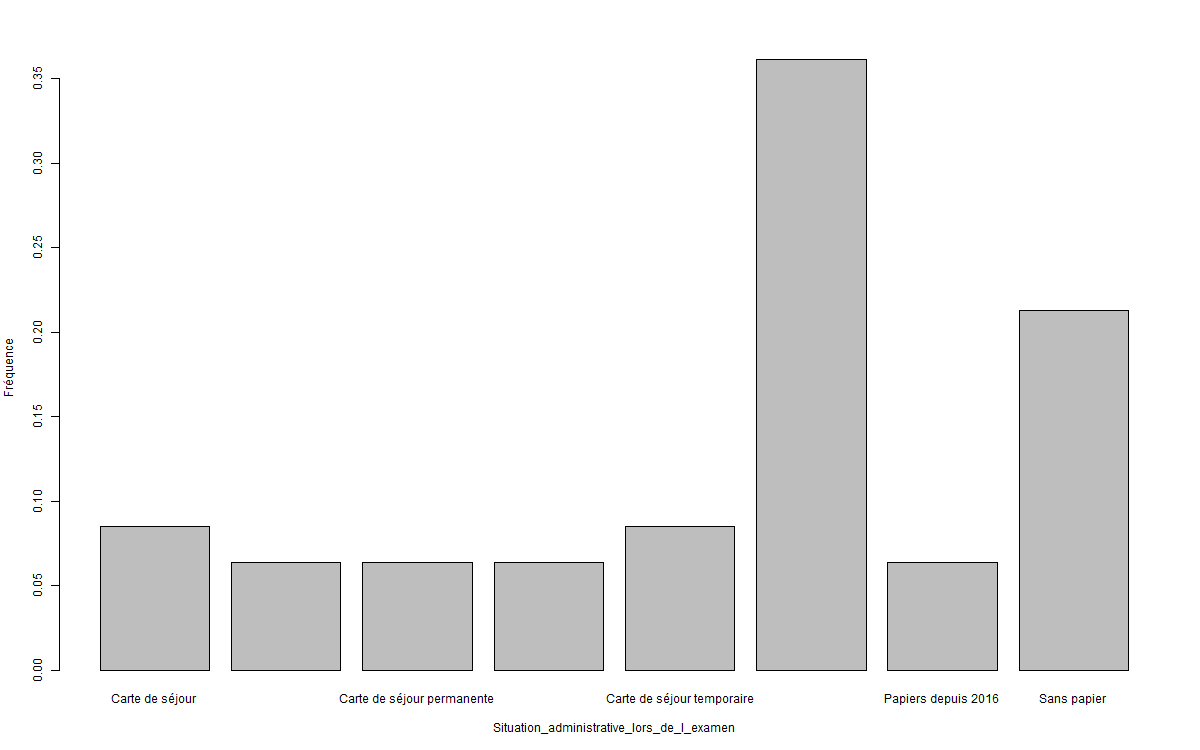 0.35
0.30
0.25
0.20
0.15
0.10
0.05
0.00
Fréquence
Carte de séjour
Carte de séjour permanente
Carte de séjour temporaire
Papiers depuis 2016
Sans papier
Situation_administrative_lors_de_l_examen